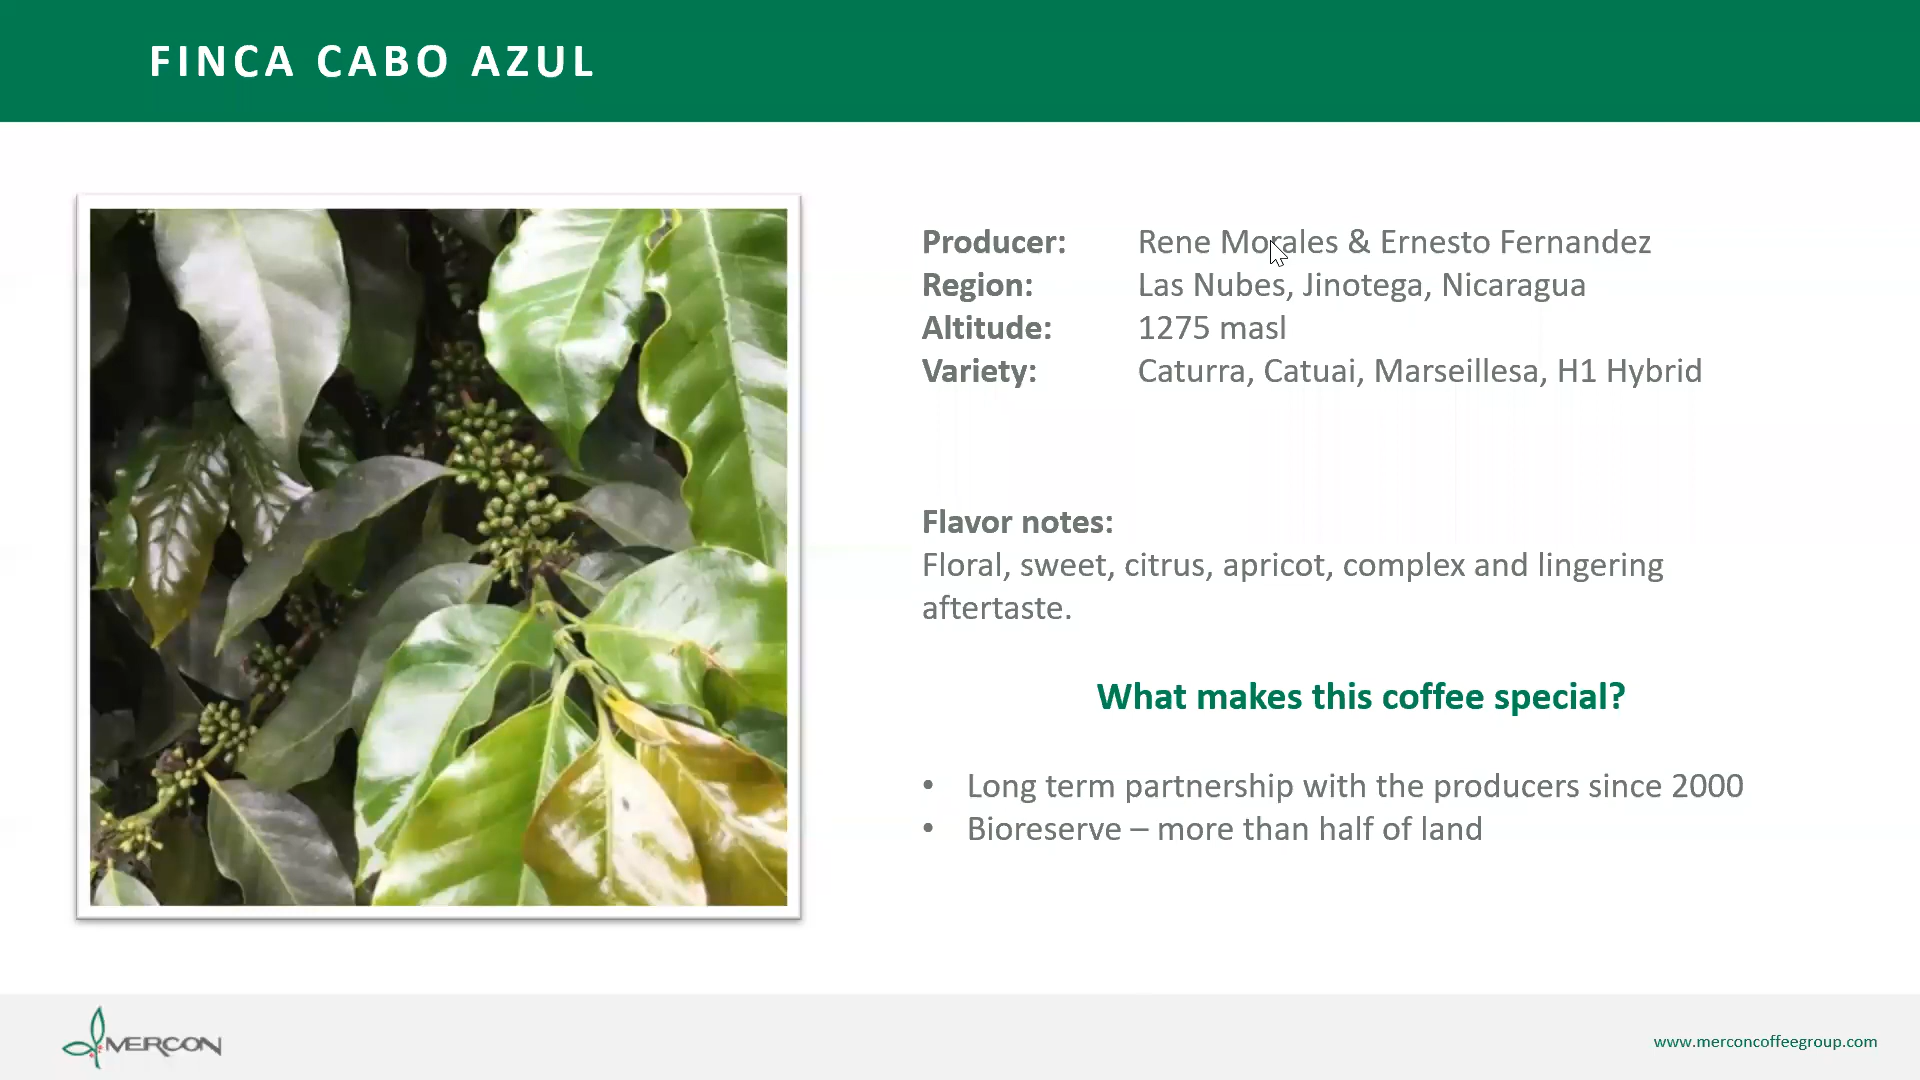 FINCA CABO AZUL
Producer: Rene Morales & Ernesto Fernandez
Region: Las Nubes, Jinotega, Nicaragua
Altitude: 1275 masl
Variety: Caturra, Catuai, Marseillesa, H1 Hybrid
Flavor notes:
Floral, sweet, citrus, apricot, complex and lingering
aftertaste.
What makes this coffee special?
• Long term partnership with the producers since 2000
• Bioreserve – more than half of land
MERCON
www.merconcoffeegroup.com